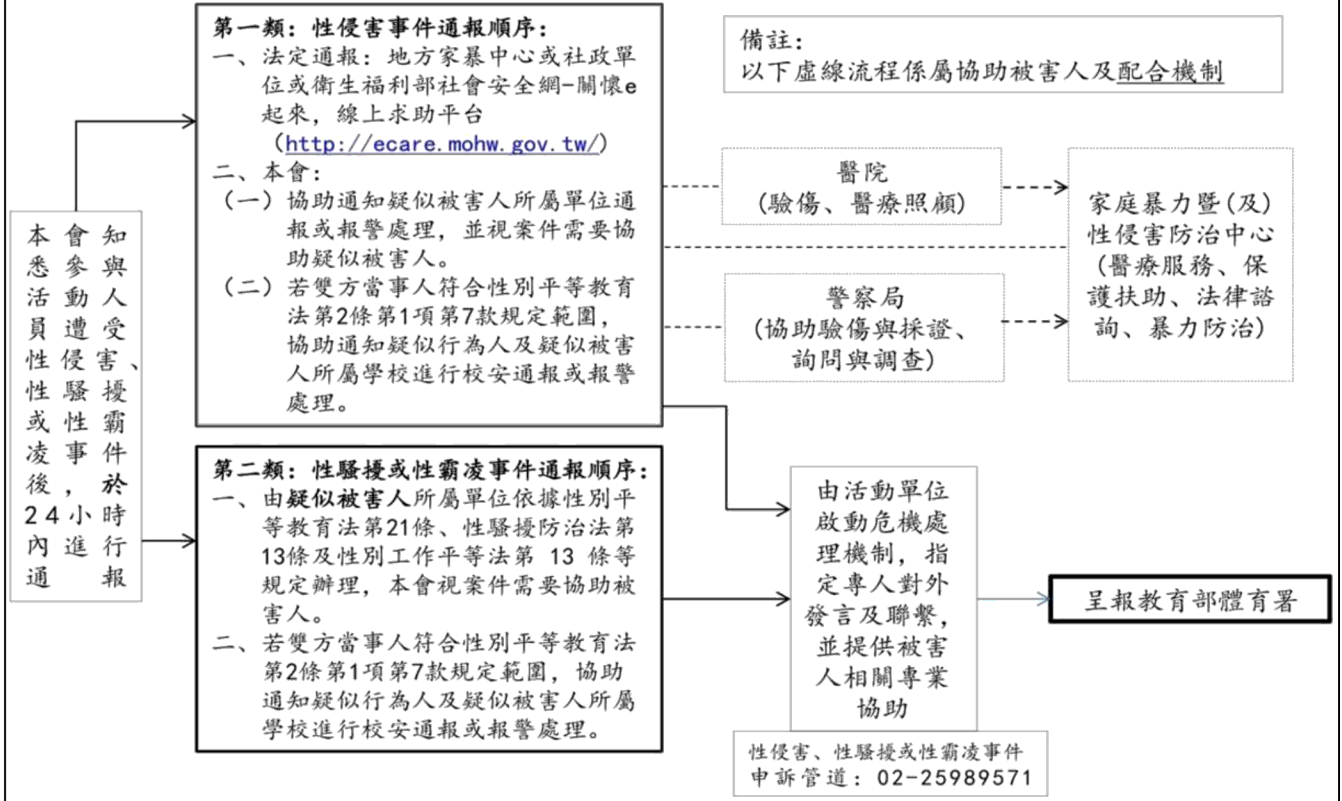 本會知
悉參與
活動人
員遭受
性侵害、
性騷擾
或性霸
凌事件
後，於
24小時
內進行
通報
第一類：性侵害事件通報順序：
一、法定通報：地方家暴中心或社政單
位或衛生福利部社會安全網-關懷e
起來，線上求助平台
（http://ecare.mohw.gov.tw/）
二、本會：
（一）協助通知疑似被害人所屬單位通
報或報警處理，並視案件需要協
助疑似被害人。
（二）若雙方當事人符合性別平等教育
法第2條第1項第7款規定範圍，
協助通知疑似行為人及疑似被害
人所屬學校進行校安通報或報警
處理。
第二類：性騷擾或性霸凌事件通報順序：
一、由疑似被害人所屬單位依據性別平
等教育法第21條、性騷擾防治法第
13條及性別工作平等法第 13 條等
規定辦理，本會視案件需要協助被
害人。
二、若雙方當事人符合性別平等教育法
第2條第1項第7款規定範圍，協助
通知疑似行為人及疑似被害人所屬
學校進行校安通報或報警處理。
備註：
以下虛線流程係屬協助被害人及配合機制
醫院
(驗傷、醫療照顧)
警察局
(協助驗傷與採證、
詢問與調查)
家庭暴力暨(及)
性侵害防治中心
(醫療服務、保
護扶助、法律諮
詢、暴力防治)
由活動單位
啟動危機處
理機制，指
定專人對外
發言及聯繫，
並提供被害
人相關專業
協助
呈報教育部體育署
性侵害、性騷擾或性霸凌事件
申訴管道：02-25989571